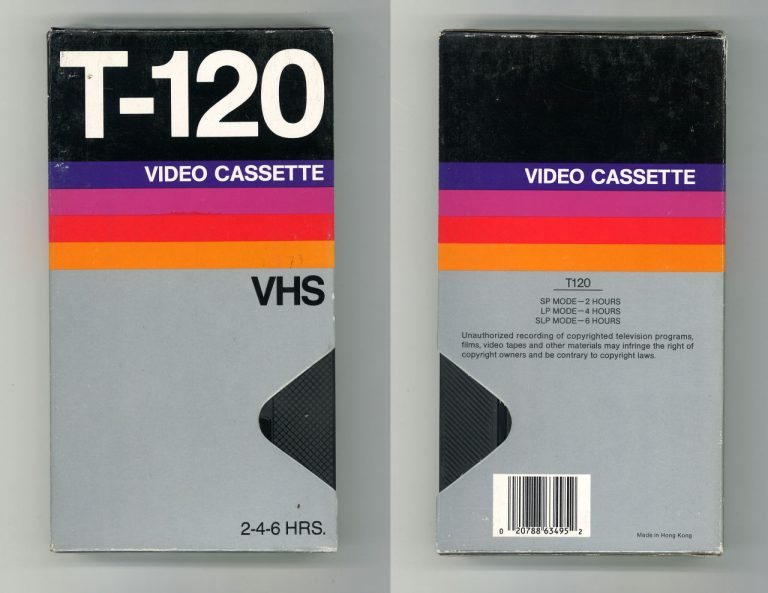 T-120
VIDEO CASSETTE
VHS
2-4-6 HRS.
VIDEO CASSETTE
T120
SP MODE—2 HOURS
LP MODE—4 HOURS
SLP MODE—6 HOURS
Unauthorized recording of copyrighted television programs,
films, video tapes and other materials may infringe the right of
copyright owners and be contrary to copyright laws.
0 20788 63495 2
Made in Hong Kong